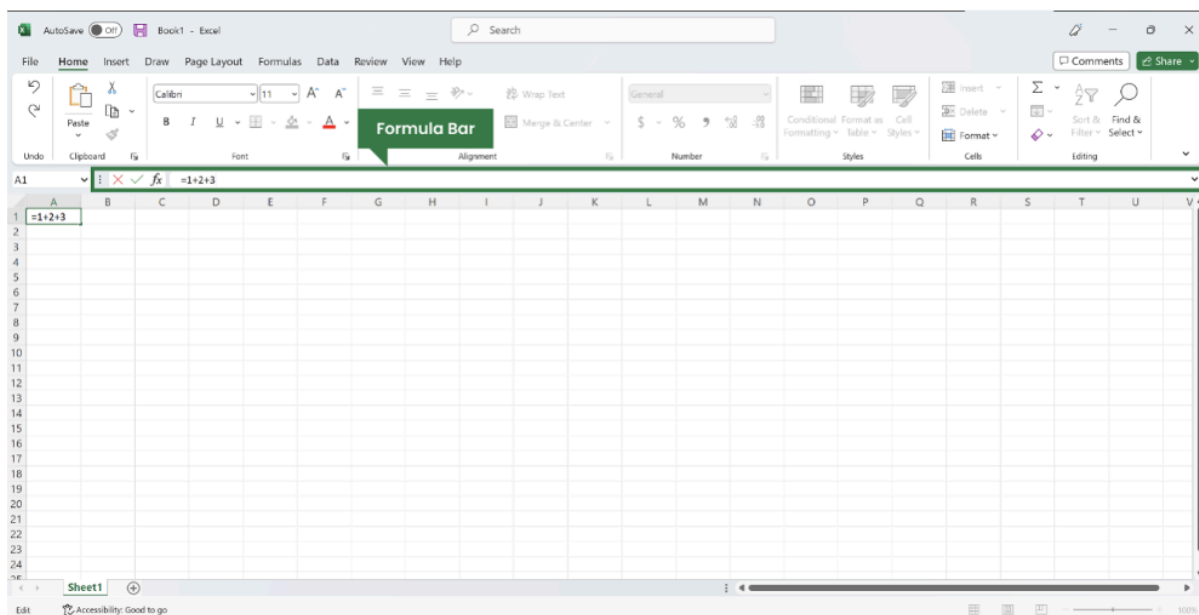 AutoSave Off Book1 - Excel Search
File Home Insert Draw Page Layout Formulas Data Review View Help Comments Share
Calibri 11 A A Wrap Text General Insert Σ
Paste B I U A Merge & Center $ % 9 Conditional Format as Cell Delete Sort & Find &
Formatting Table Styles Format Filter Select
Formula Bar
Undo Clipboard Font Alignment Number Styles Cells Editing
A1 fx =1+2+3
A B C D E F G H I J K L M N O P Q R S T U V
1 =1+2+3
2
3
4
5
6
7
8
9
10
11
12
13
14
15
16
17
18
19
20
21
22
23
24
25
Sheet1
Edit Accessibility: Good to go 100%